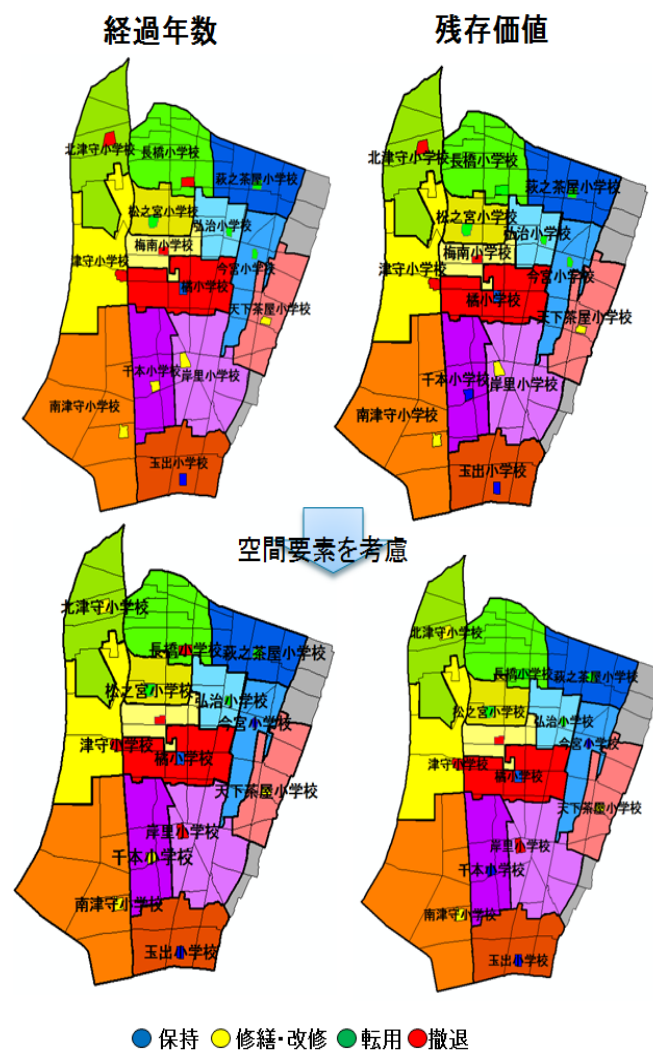 経過年数
残存価値
北津守小学校
長橋小学校
萩之茶屋小学校
松之宮小学校
弘治小学校
梅南小学校
津守小学校
今宮小学校
橘小学校
天下茶屋小学校
千本小学校
岸里小学校
南津守小学校
玉出小学校
北津守小学校
長橋小学校
萩之茶屋小学校
松之宮小学校
弘治小学校
梅南小学校
津守小学校
今宮小学校
橘小学校
天下茶屋小学校
千本小学校
岸里小学校
南津守小学校
玉出小学校
空間要素を考慮
北津守小学校
長橋小学校
萩之茶屋小学校
松之宮小学校
弘治小学校
今宮小学校
津守小学校
橘小学校
天下茶屋小学校
岸里小学校
千本小学校
南津守小学校
玉出小学校
北津守小学校
長橋小学校
萩之茶屋小学校
松之宮小学校
弘治小学校
今宮小学校
津守小学校
橘小学校
天下茶屋小学校
岸里小学校
千本小学校
南津守小学校
玉出小学校
保持 修繕・改修 転用 撤退